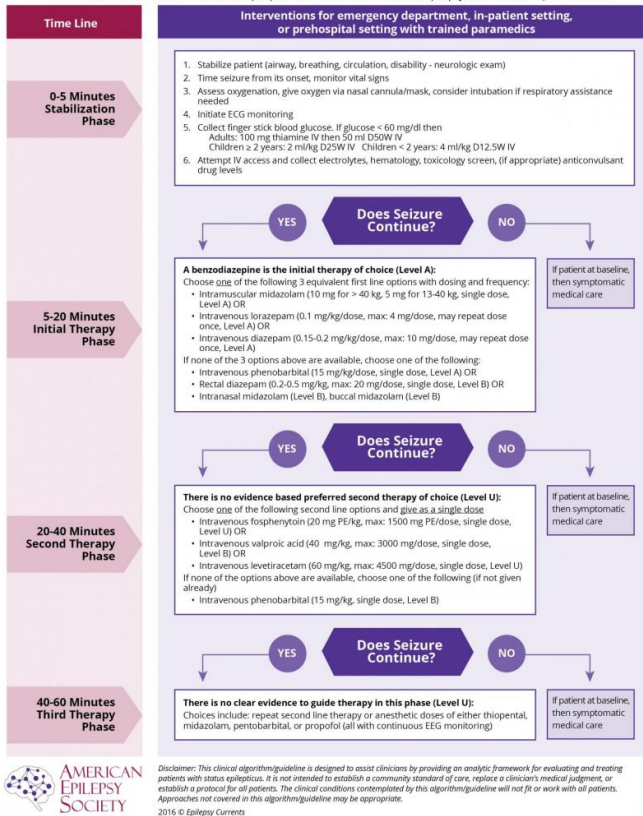 Time Line
Interventions for emergency department, in-patient setting,
or prehospital setting with trained paramedics
0-5 Minutes
Stabilization
Phase
1. Stabilize patient (airway, breathing, circulation, disability - neurologic exam)
2. Time seizure from its onset, monitor vital signs
3. Assess oxygenation, give oxygen via nasal cannula/mask, consider intubation if respiratory assistance
needed
4. Initiate ECG monitoring
5. Collect finger stick blood glucose. If glucose < 60 mg/dl then
Adults: 100 mg thiamine IV then 50 ml D50W IV
Children ≥ 2 years: 2 ml/kg D25W IV Children < 2 years: 4 ml/kg D12.5W IV
6. Attempt IV access and collect electrolytes, hematology, toxicology screen, (if appropriate) anticonvulsant
drug levels
YES
Does Seizure
Continue?
NO
5-20 Minutes
Initial Therapy
Phase
A benzodiazepine is the initial therapy of choice (Level A):
Choose one of the following 3 equivalent first line options with dosing and frequency:
• Intramuscular midazolam (10 mg for > 40 kg, 5 mg for 13-40 kg, single dose,
Level A) OR
• Intravenous lorazepam (0.1 mg/kg/dose, max: 4 mg/dose, may repeat dose
once, Level A) OR
• Intravenous diazepam (0.15-0.2 mg/kg/dose, max: 10 mg/dose, may repeat dose
once, Level A)
If none of the 3 options above are available, choose one of the following:
• Intravenous phenobarbital (15 mg/kg/dose, single dose, Level A) OR
• Rectal diazepam (0.2-0.5 mg/kg, max: 20 mg/dose, single dose, Level B) OR
• Intranasal midazolam (Level B), buccal midazolam (Level B)
If patient at baseline,
then symptomatic
medical care
YES
Does Seizure
Continue?
NO
20-40 Minutes
Second Therapy
Phase
There is no evidence based preferred second therapy of choice (Level U):
Choose one of the following second line options and give as a single dose
• Intravenous fosphenytoin (20 mg PE/kg, max: 1500 mg PE/dose, single dose,
Level U) OR
• Intravenous valproic acid (40 mg/kg, max: 3000 mg/dose, single dose,
Level B) OR
• Intravenous levetiracetam (60 mg/kg, max: 4500 mg/dose, single dose, Level U)
If none of the options above are available, choose one of the following (if not given
already)
• Intravenous phenobarbital (15 mg/kg, single dose, Level B)
If patient at baseline,
then symptomatic
medical care
YES
Does Seizure
Continue?
NO
40-60 Minutes
Third Therapy
Phase
There is no clear evidence to guide therapy in this phase (Level U):
Choices include: repeat second line therapy or anesthetic doses of either thiopental,
midazolam, pentobarbital, or propofol (all with continuous EEG monitoring)
If patient at baseline,
then symptomatic
medical care
AMERICAN
EPILEPSY
SOCIETY
Disclaimer: This clinical algorithm/guideline is designed to assist clinicians by providing an analytic framework for evaluating and treating
patients with status epilepticus. It is not intended to establish a community standard of care, replace a clinician's medical judgment, or
establish a protocol for all patients. The clinical conditions contemplated by this algorithm/guideline will not fit or work with all patients.
Approaches not covered in this algorithm/guideline may be appropriate.
2016 © Epilepsy Currents